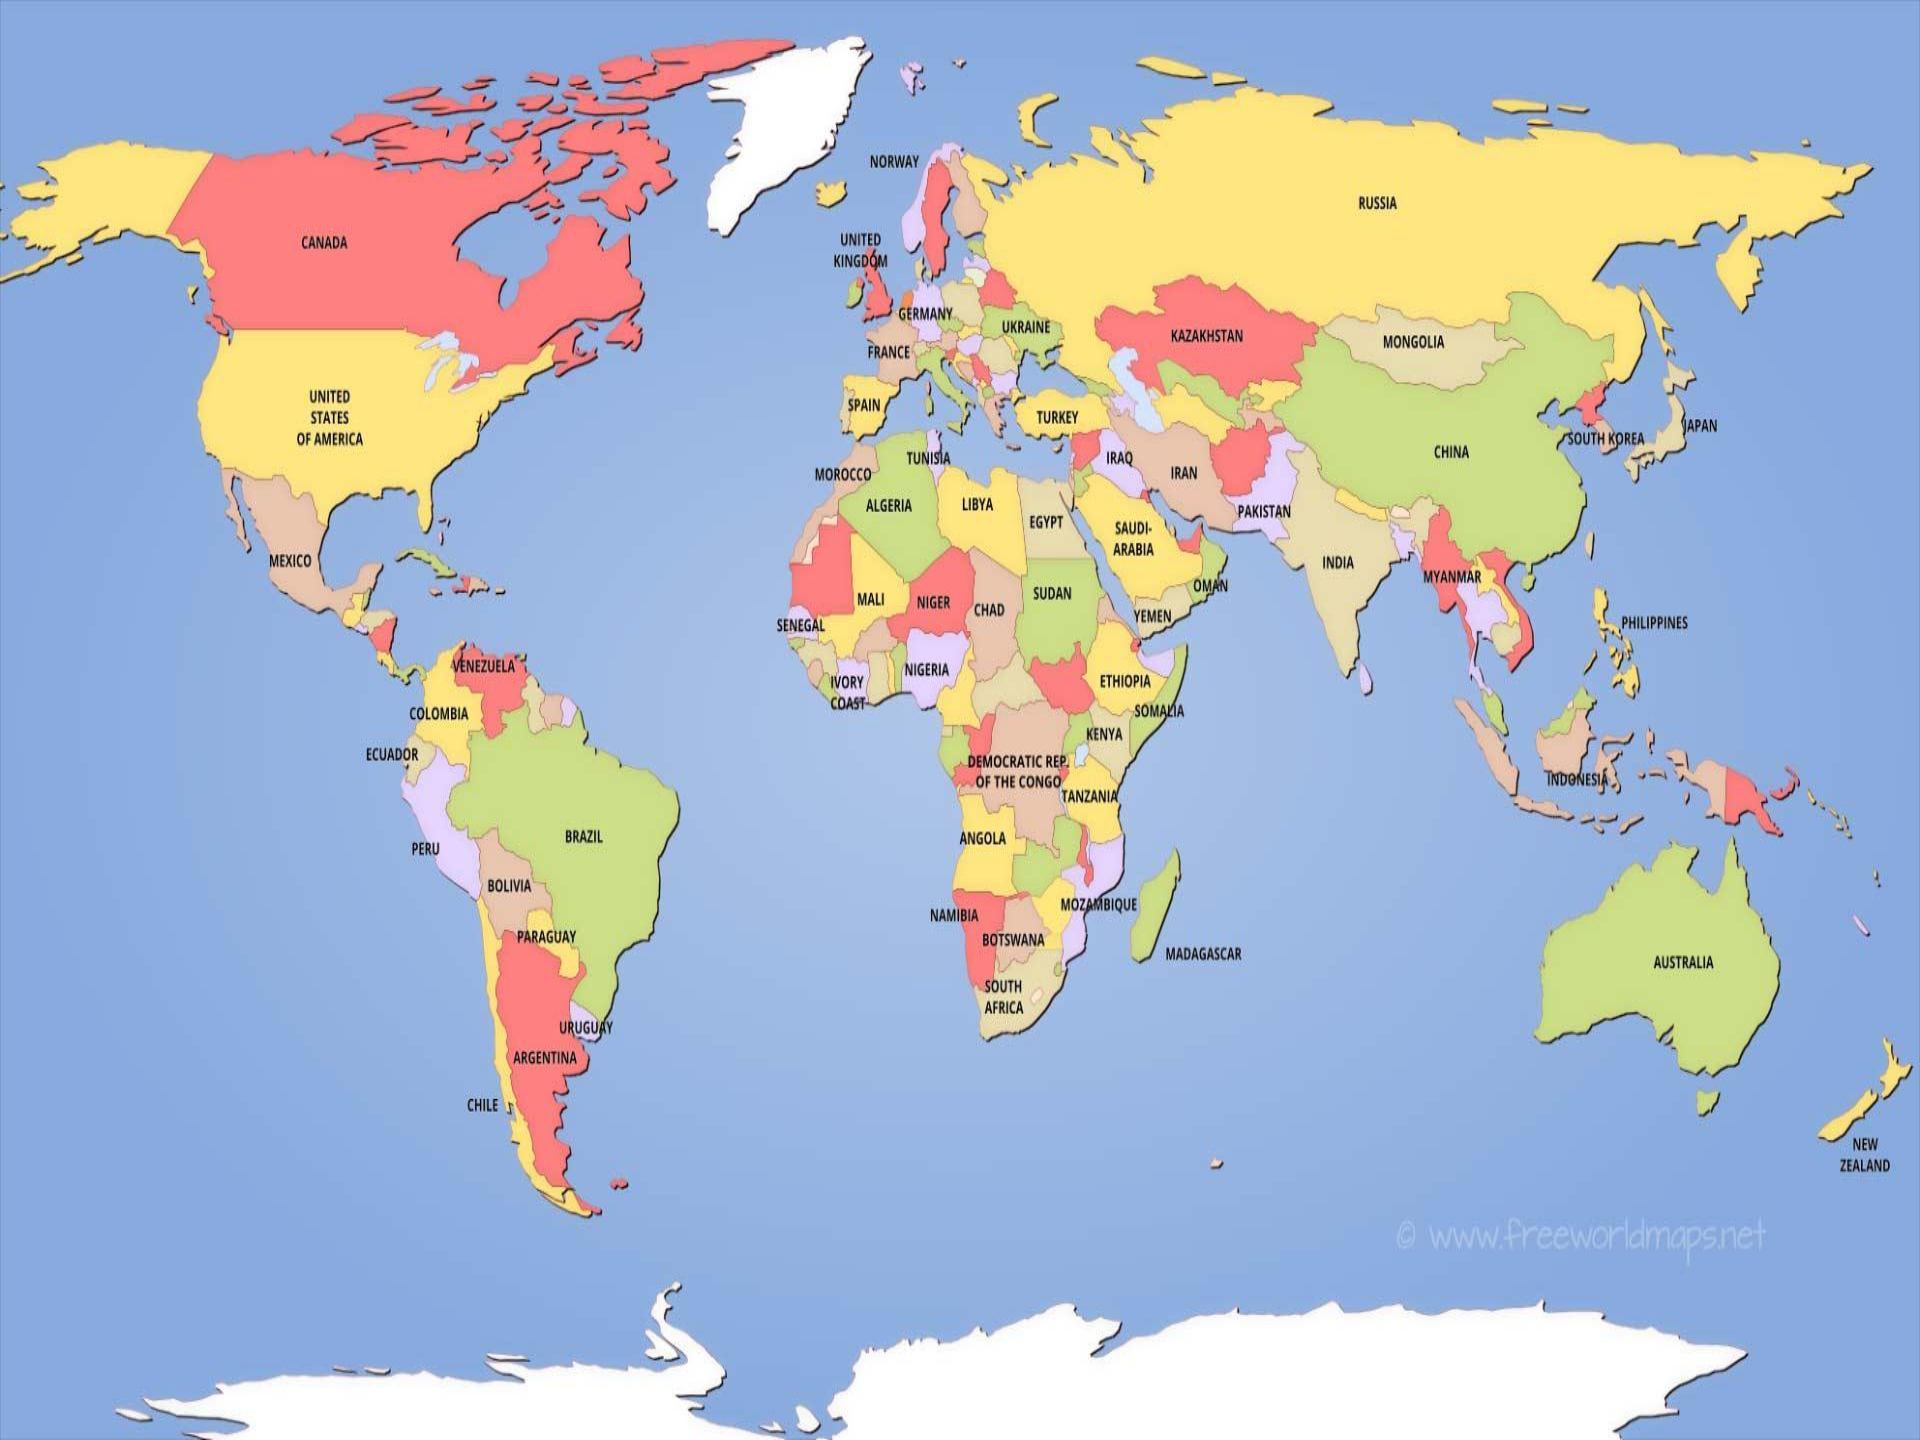 NORWAY
RUSSIA
CANADA
UNITED
KINGDOM
GERMANY
UKRAINE
KAZAKHSTAN
MONGOLIA
FRANCE
UNITED
STATES
OF AMERICA
SPAIN
TURKEY
JAPAN
SOUTH KOREA
CHINA
TUNISIA
IRAQ
IRAN
MOROCCO
ALGERIA
LIBYA
EGYPT
PAKISTAN
SAUDI-
ARABIA
MEXICO
INDIA
MYANMAR
OMAN
MALI
NIGER
CHAD
SUDAN
YEMEN
SENEGAL
PHILIPPINES
VENEZUELA
NIGERIA
IVORY
COAST
ETHIOPIA
SOMALIA
COLOMBIA
KENYA
ECUADOR
DEMOCRATIC REP.
OF THE CONGO
INDONESIA
TANZANIA
BRAZIL
ANGOLA
PERU
BOLIVIA
MOZAMBIQUE
NAMIBIA
PARAGUAY
BOTSWANA
MADAGASCAR
AUSTRALIA
SOUTH
AFRICA
URUGUAY
ARGENTINA
CHILE
NEW
ZEALAND
© www.freeworldmaps.net